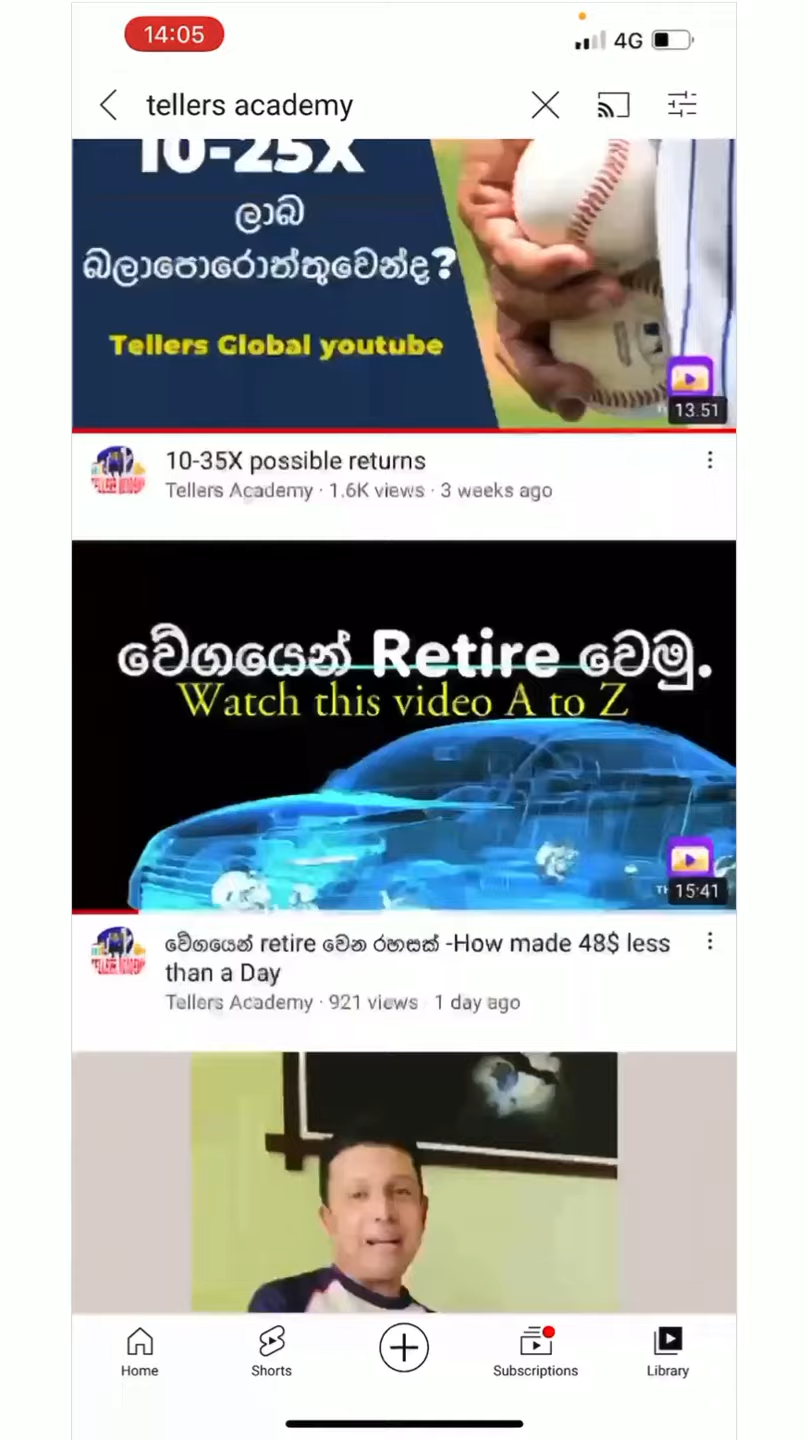 14:05
4G
tellers academy
10-25X
ලාබ
බලාපොරොත්තුවෙන්ද?
Tellers Global youtube
13.51
10-35X possible returns
Tellers Academy · 1.6K views · 3 weeks ago
වේගයෙන් Retire වෙමු.
Watch this video A to Z
15:41
වේගයෙන් retire වෙන රහසක් -How made 48$ less
than a Day
Tellers Academy · 921 views · 1 day ago
Home
Shorts
Subscriptions
Library